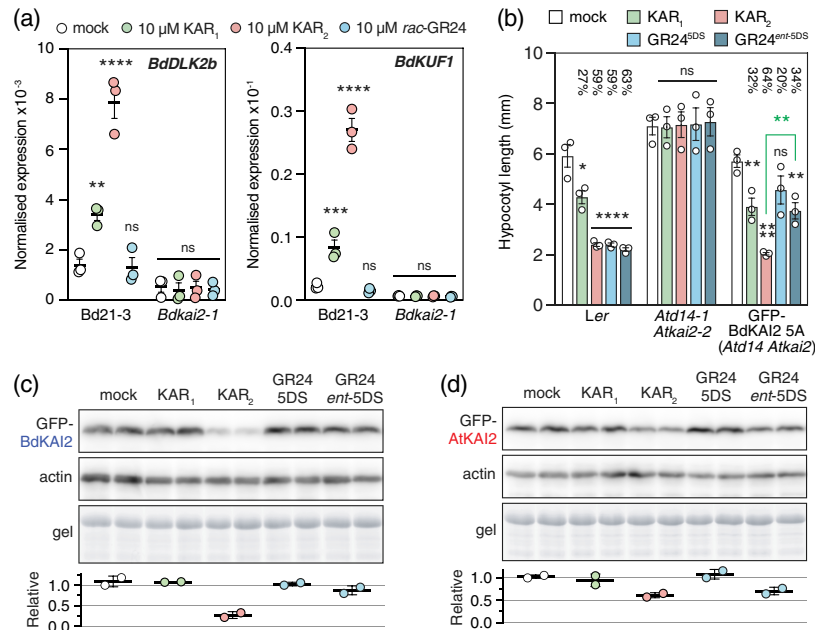 (a)
mock
10 µM KAR1
10 µM KAR2
10 µM rac-GR24
Normalised expression x10-3
10
8
6
4
2
0
BdDLK2b
****
**
ns
ns
Bd21-3
Bdkai2-1
Normalised expression x10-1
0.4
0.3
0.2
0.1
0.0
BdKUF1
****
***
ns
ns
Bd21-3
Bdkai2-1
(b)
mock
KAR1
KAR2
GR245DS
GR24ent-5DS
Hypocotyl length (mm)
10
8
6
4
2
0
27%
59%
59%
63%
ns
32%
64%
20%
34%
*
****
**
**
ns
**
**
**
Ler
Atd14-1
Atkai2-2
GFP-
BdKAI2 5A
(Atd14 Atkai2)
(c)
mock
KAR1
KAR2
GR24
5DS
GR24
ent-5DS
GFP-
BdKAI2
actin
gel
Relative
1.0
0.5
0.0
(d)
mock
KAR1
KAR2
GR24
5DS
GR24
ent-5DS
GFP-
AtKAI2
actin
gel
Relative
1.0
0.5
0.0